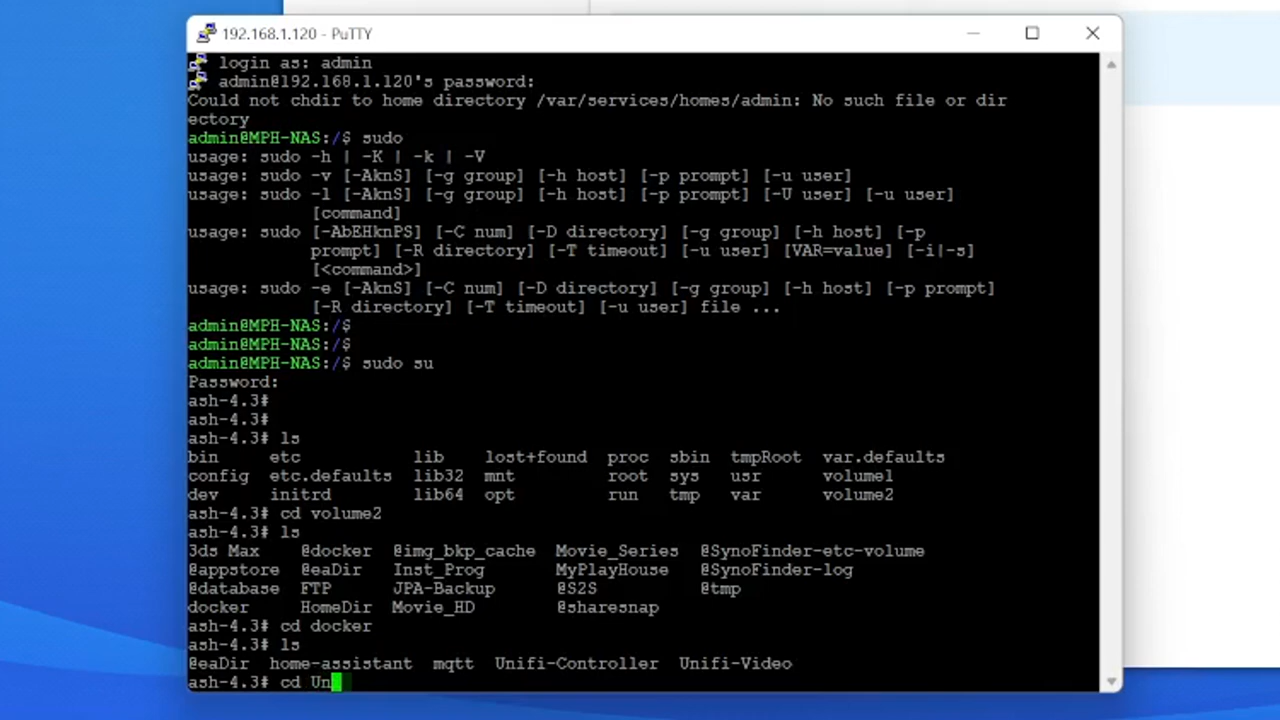 192.168.1.120 - PuTTY
login as: admin
admin@192.168.1.120's password:
Could not chdir to home directory /var/services/homes/admin: No such file or dir
ectory
admin@MPH-NAS:/$ sudo
usage: sudo -h | -K | -k | -V
usage: sudo -v [-AknS] [-g group] [-h host] [-p prompt] [-u user]
usage: sudo -l [-AknS] [-g group] [-h host] [-p prompt] [-U user] [-u user]
[command]
usage: sudo [-AbEHknPS] [-C num] [-D directory] [-g group] [-h host] [-p
prompt] [-R directory] [-T timeout] [-u user] [VAR=value] [-i|-s]
[<command>]
usage: sudo -e [-AknS] [-C num] [-D directory] [-g group] [-h host] [-p prompt]
[-R directory] [-T timeout] [-u user] file ...
admin@MPH-NAS:/$
admin@MPH-NAS:/$
admin@MPH-NAS:/$ sudo su
Password:
ash-4.3#
ash-4.3#
ash-4.3# ls
bin etc lib lost+found proc sbin tmpRoot var.defaults
config etc.defaults lib32 mnt root sys usr volume1
dev initrd lib64 opt run tmp var volume2
ash-4.3# cd volume2
ash-4.3# ls
3ds Max @docker @img_bkp_cache Movie_Series @SynoFinder-etc-volume
@appstore @eaDir Inst_Prog MyPlayHouse @SynoFinder-log
@database FTP JPA-Backup @S2S @tmp
docker HomeDir Movie_HD @sharesnap
ash-4.3# cd docker
ash-4.3# ls
@eaDir home-assistant mqtt Unifi-Controller Unifi-Video
ash-4.3# cd Un